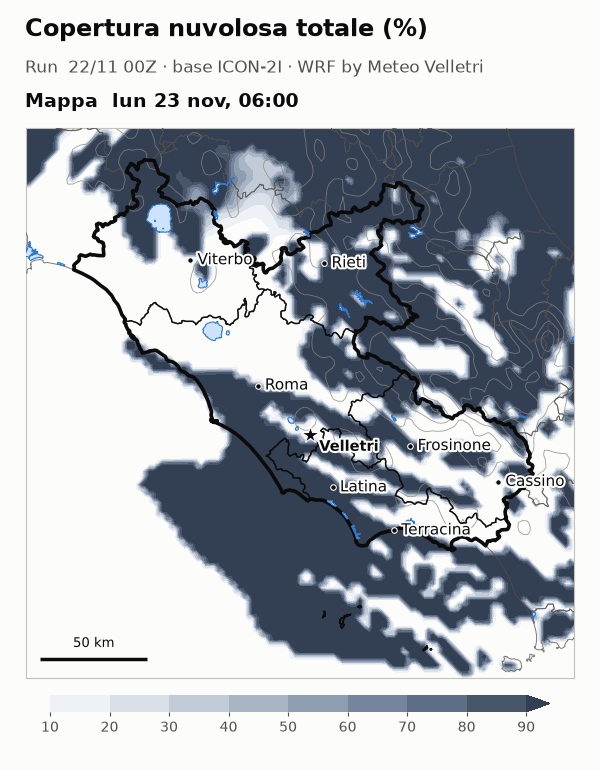 Copertura nuvolosa totale (%)
Run 22/11 00Z · base ICON-2I · WRF by Meteo Velletri
Mappa lun 23 nov, 06:00
Viterbo
Rieti
Roma
Velletri
Frosinone
Latina
Cassino
Terracina
50 km
10 20 30 40 50 60 70 80 90